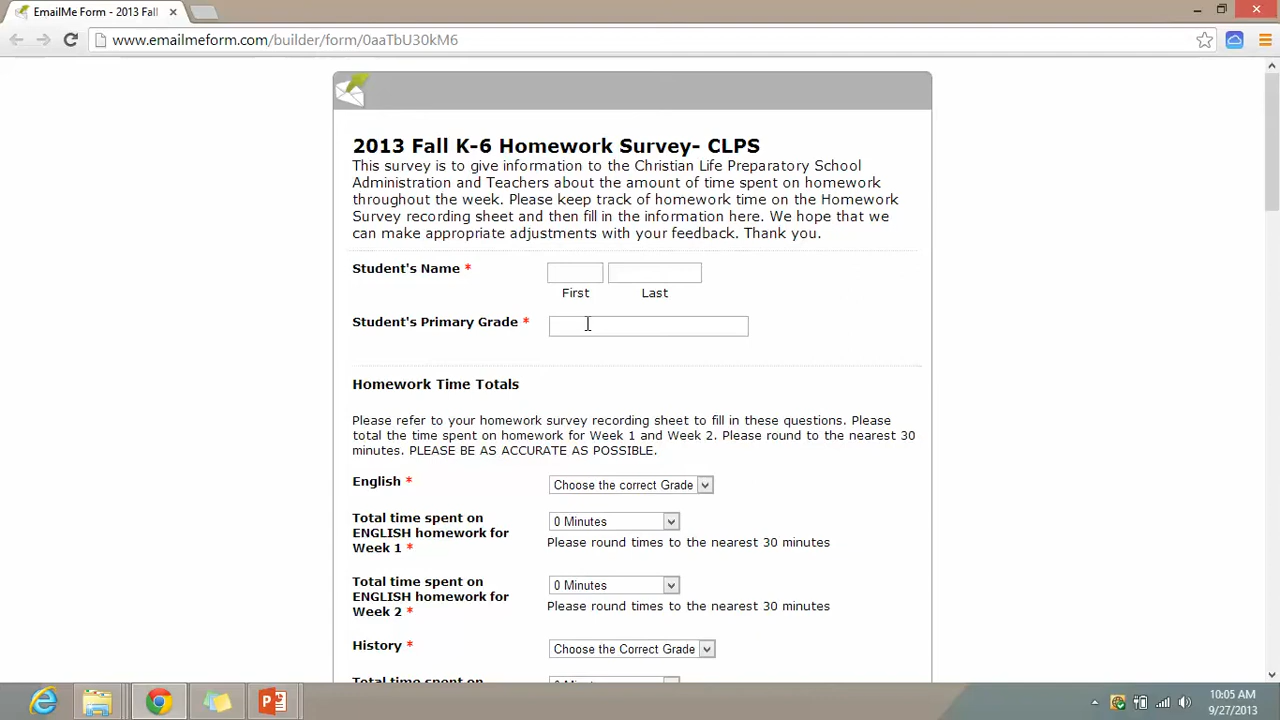 EmailMe Form - 2013 Fall
www.emailmeform.com/builder/form/0aaTbU30kM6
2013 Fall K-6 Homework Survey- CLPS
This survey is to give information to the Christian Life Preparatory School
Administration and Teachers about the amount of time spent on homework
throughout the week. Please keep track of homework time on the Homework
Survey recording sheet and then fill in the information here. We hope that we
can make appropriate adjustments with your feedback. Thank you.
Student's Name *
First Last
Student's Primary Grade *
Homework Time Totals
Please refer to your homework survey recording sheet to fill in these questions. Please
total the time spent on homework for Week 1 and Week 2. Please round to the nearest 30
minutes. PLEASE BE AS ACCURATE AS POSSIBLE.
English * Choose the correct Grade
Total time spent on
ENGLISH homework for
Week 1 *
0 Minutes
Please round times to the nearest 30 minutes
Total time spent on
ENGLISH homework for
Week 2 *
0 Minutes
Please round times to the nearest 30 minutes
History * Choose the Correct Grade
Total time spent on
10:05 AM
9/27/2013